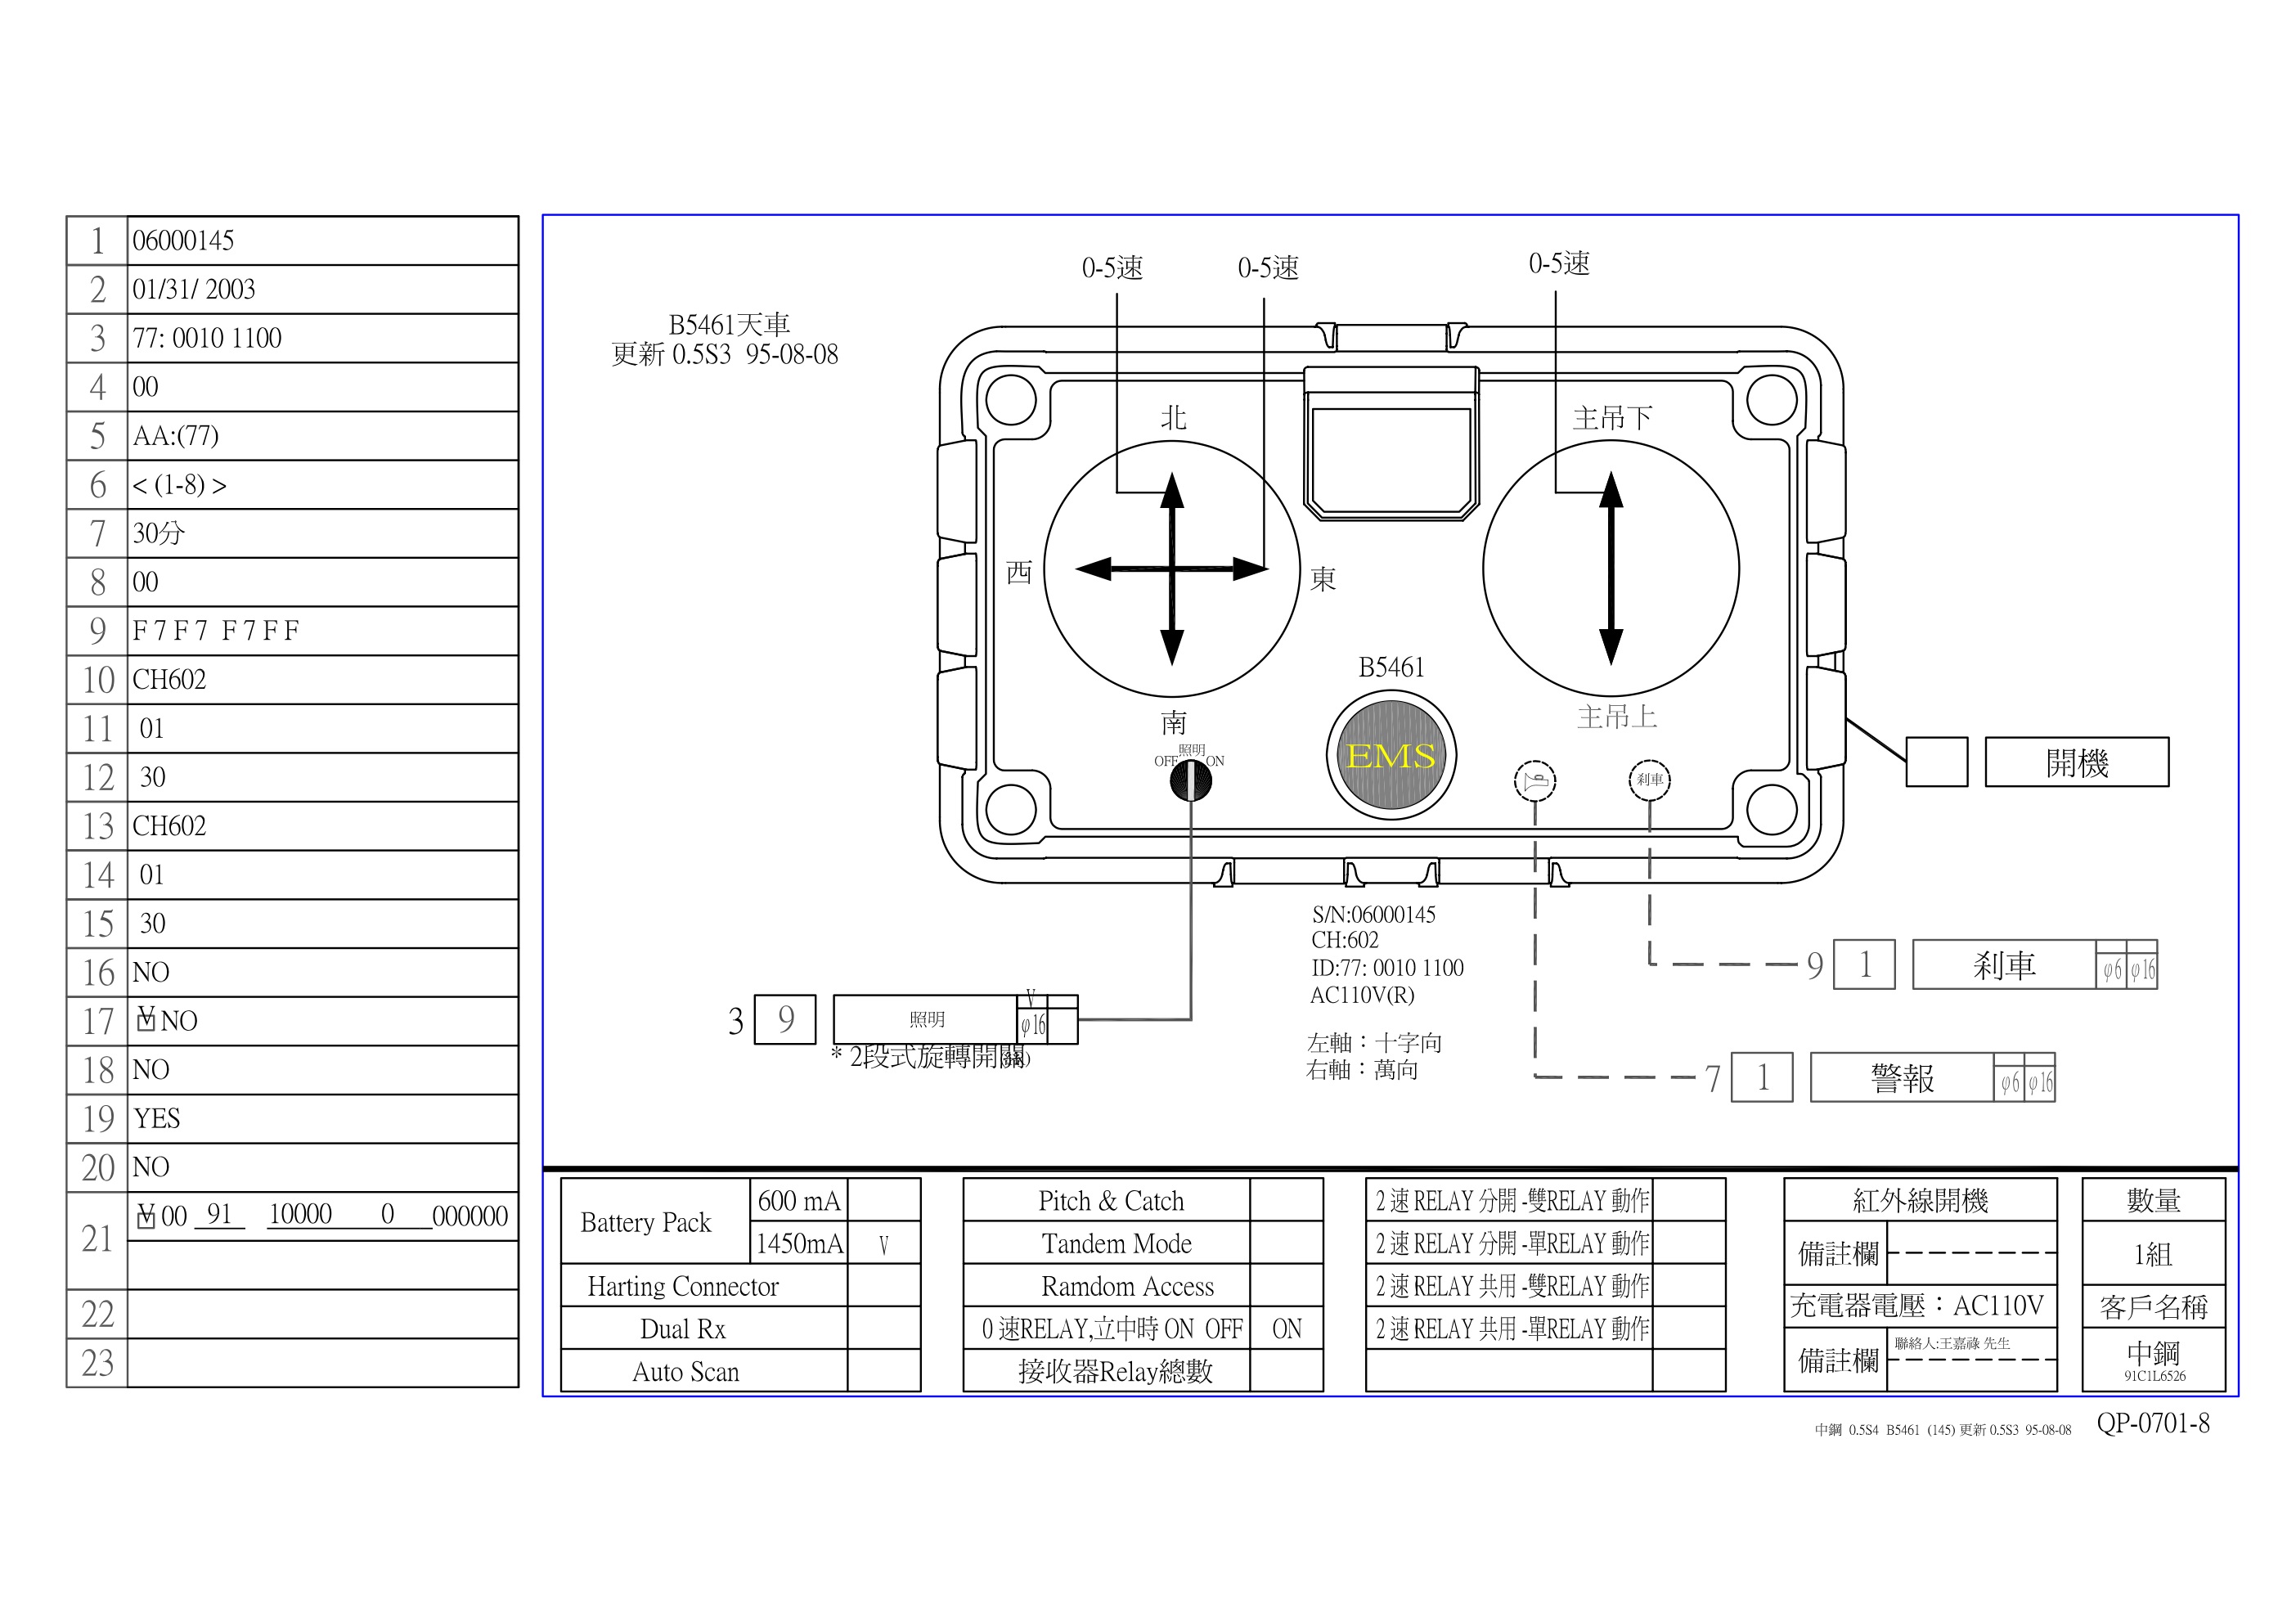 1 06000145
2 01/31/ 2003
3 77: 0010 1100
4 00
5 AA:(77)
6 < (1-8) >
7 30分
8 00
9 F 7 F 7 F 7 F F
10 CH602
11 01
12 30
13 CH602
14 01
15 30
16 NO
17 V NO
18 NO
19 YES
20 NO
21 V 00 91 10000 0 000000
22
23
0-5速 0-5速 0-5速
B5461天車
更新 0.5S3 95-08-08
北 主吊下
西 東
B5461
南 主吊上
照明
OFF ON
EMS
剎車
開機
S/N:06000145
CH:602
ID:77: 0010 1100
AC110V(R)
左軸：十字向
右軸：萬向
9 1 剎車 φ6 φ16
3 9 照明 V φ16
* 2段式旋轉開關
7 1 警報 φ6 φ16
Battery Pack 600 mA
1450mA V
Harting Connector
Dual Rx
Auto Scan
Pitch & Catch
Tandem Mode
Ramdom Access
0 速RELAY,立中時 ON OFF ON
接收器Relay總數
2 速 RELAY 分開 -雙RELAY 動作
2 速 RELAY 分開 -單RELAY 動作
2 速 RELAY 共用 -雙RELAY 動作
2 速 RELAY 共用 -單RELAY 動作
紅外線開機
備註欄
充電器電壓：AC110V
備註欄 聯絡人:王嘉祿 先生
數量
1組
客戶名稱
中鋼
91C1L6526
中鋼 0.5S4 B5461 (145) 更新 0.5S3 95-08-08 QP-0701-8